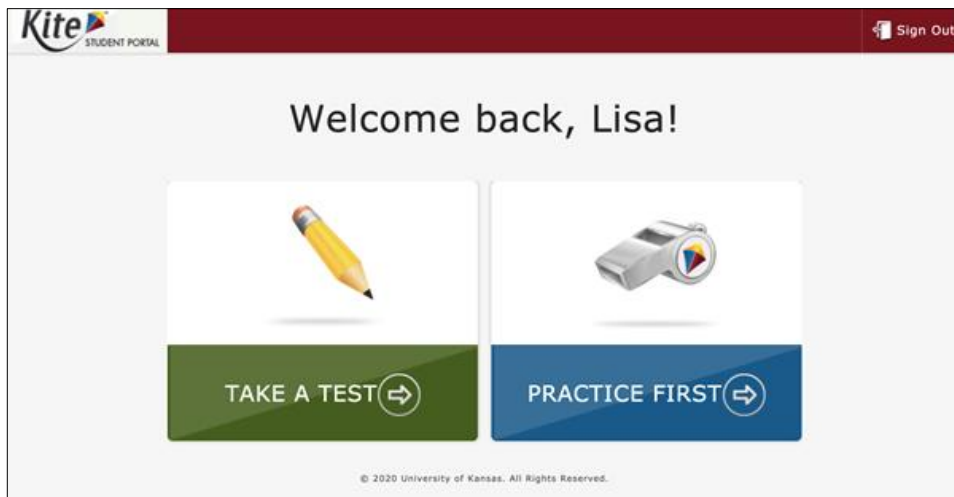 Kite
STUDENT PORTAL
Sign Out
Welcome back, Lisa!
TAKE A TEST
PRACTICE FIRST
© 2020 University of Kansas. All Rights Reserved.